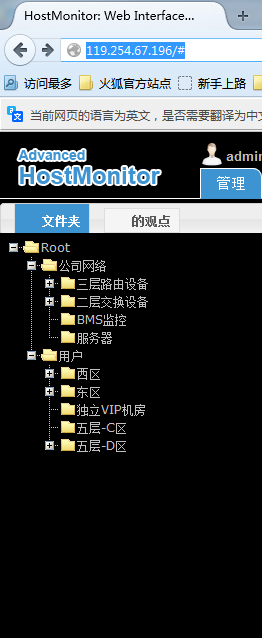 HostMonitor: Web Interface...
119.254.67.196/#
访问最多 火狐官方站点 新手上路
当前网页的语言为英文，是否需要翻译为中
Advanced
HostMonitor
admi
管理
文件夹 的观点
Root
公司网络
三层路由设备
二层交换设备
BMS监控
服务器
用户
西区
东区
独立VIP机房
五层-C区
五层-D区